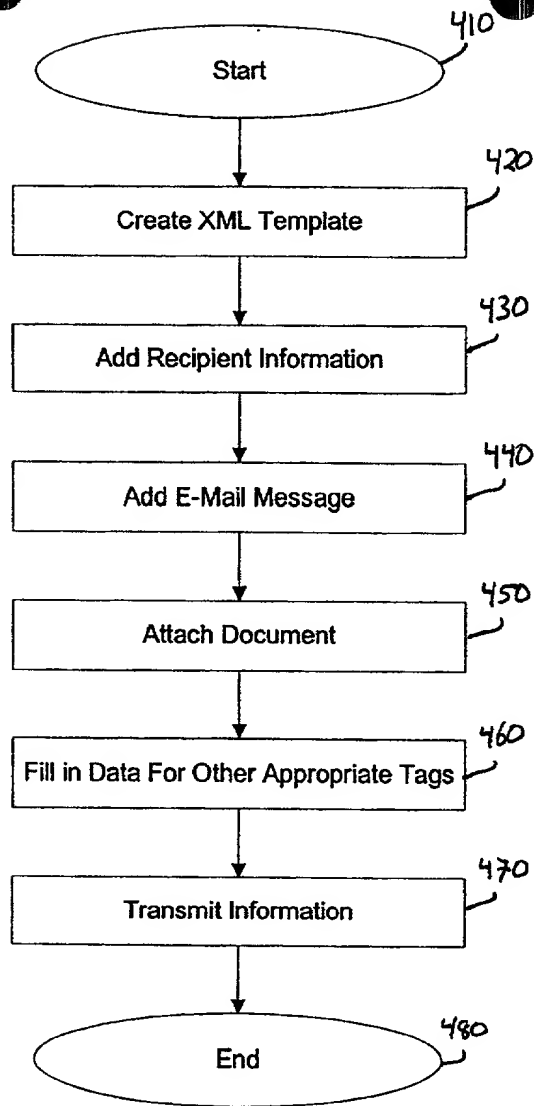 410
Start
420
Create XML Template
430
Add Recipient Information
440
Add E-Mail Message
450
Attach Document
460
Fill in Data For Other Appropriate Tags
470
Transmit Information
480
End